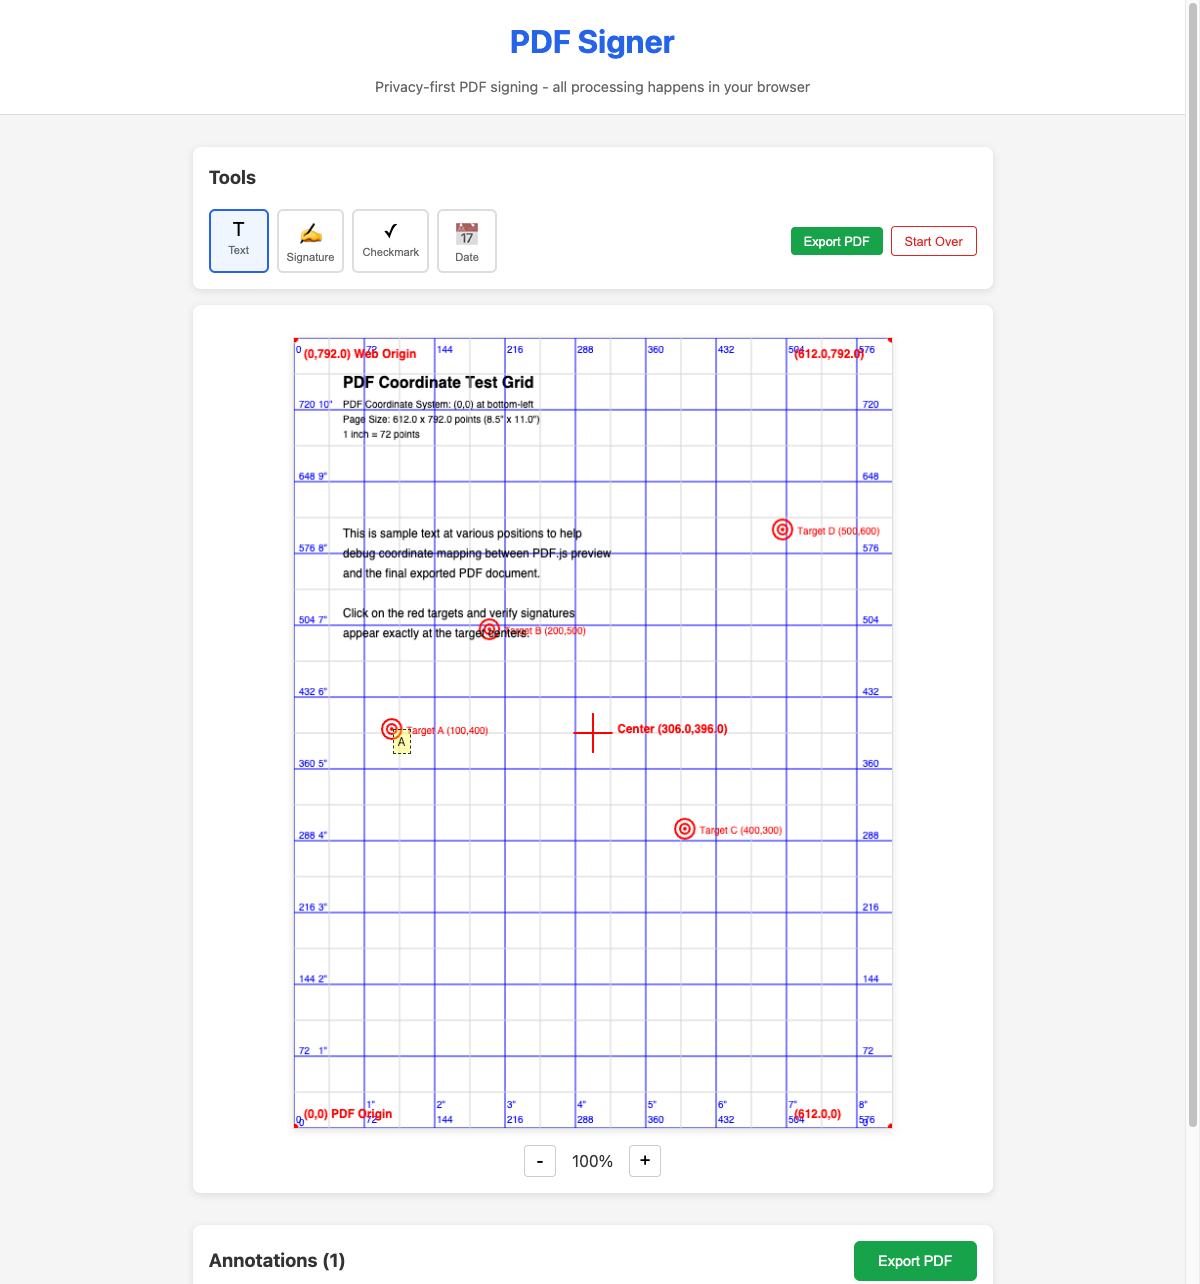 PDF Signer
Privacy-first PDF signing - all processing happens in your browser
Tools
T
Text
Signature
Checkmark
17
Date
Export PDF
Start Over
0 72 144 216 288 360 432 504 576
(0,792.0) Web Origin (612.0,792.0)
PDF Coordinate Test Grid
720 10" PDF Coordinate System: (0,0) at bottom-left 720
Page Size: 612.0 x 792.0 points (8.5" x 11.0")
1 inch = 72 points
648 9" 648
This is sample text at various positions to help
Target D (500,600)
576 8" debug coordinate mapping between PDF.js preview 576
and the final exported PDF document.
Click on the red targets and verify signatures
504 7" 504
appear exactly at the target centers. Target B (200,500)
432 6" 432
Target A (100,400) Center (306.0,396.0)
A
360 5" 360
Target C (400,300)
288 4" 288
216 3" 216
144 2" 144
72 1" 72
1" 2" 3" 4" 5" 6" 7" 8"
(0,0) PDF Origin (612.0,0)
0 0 72 144 216 288 360 432 504 576
- 100% +
Annotations (1)
Export PDF